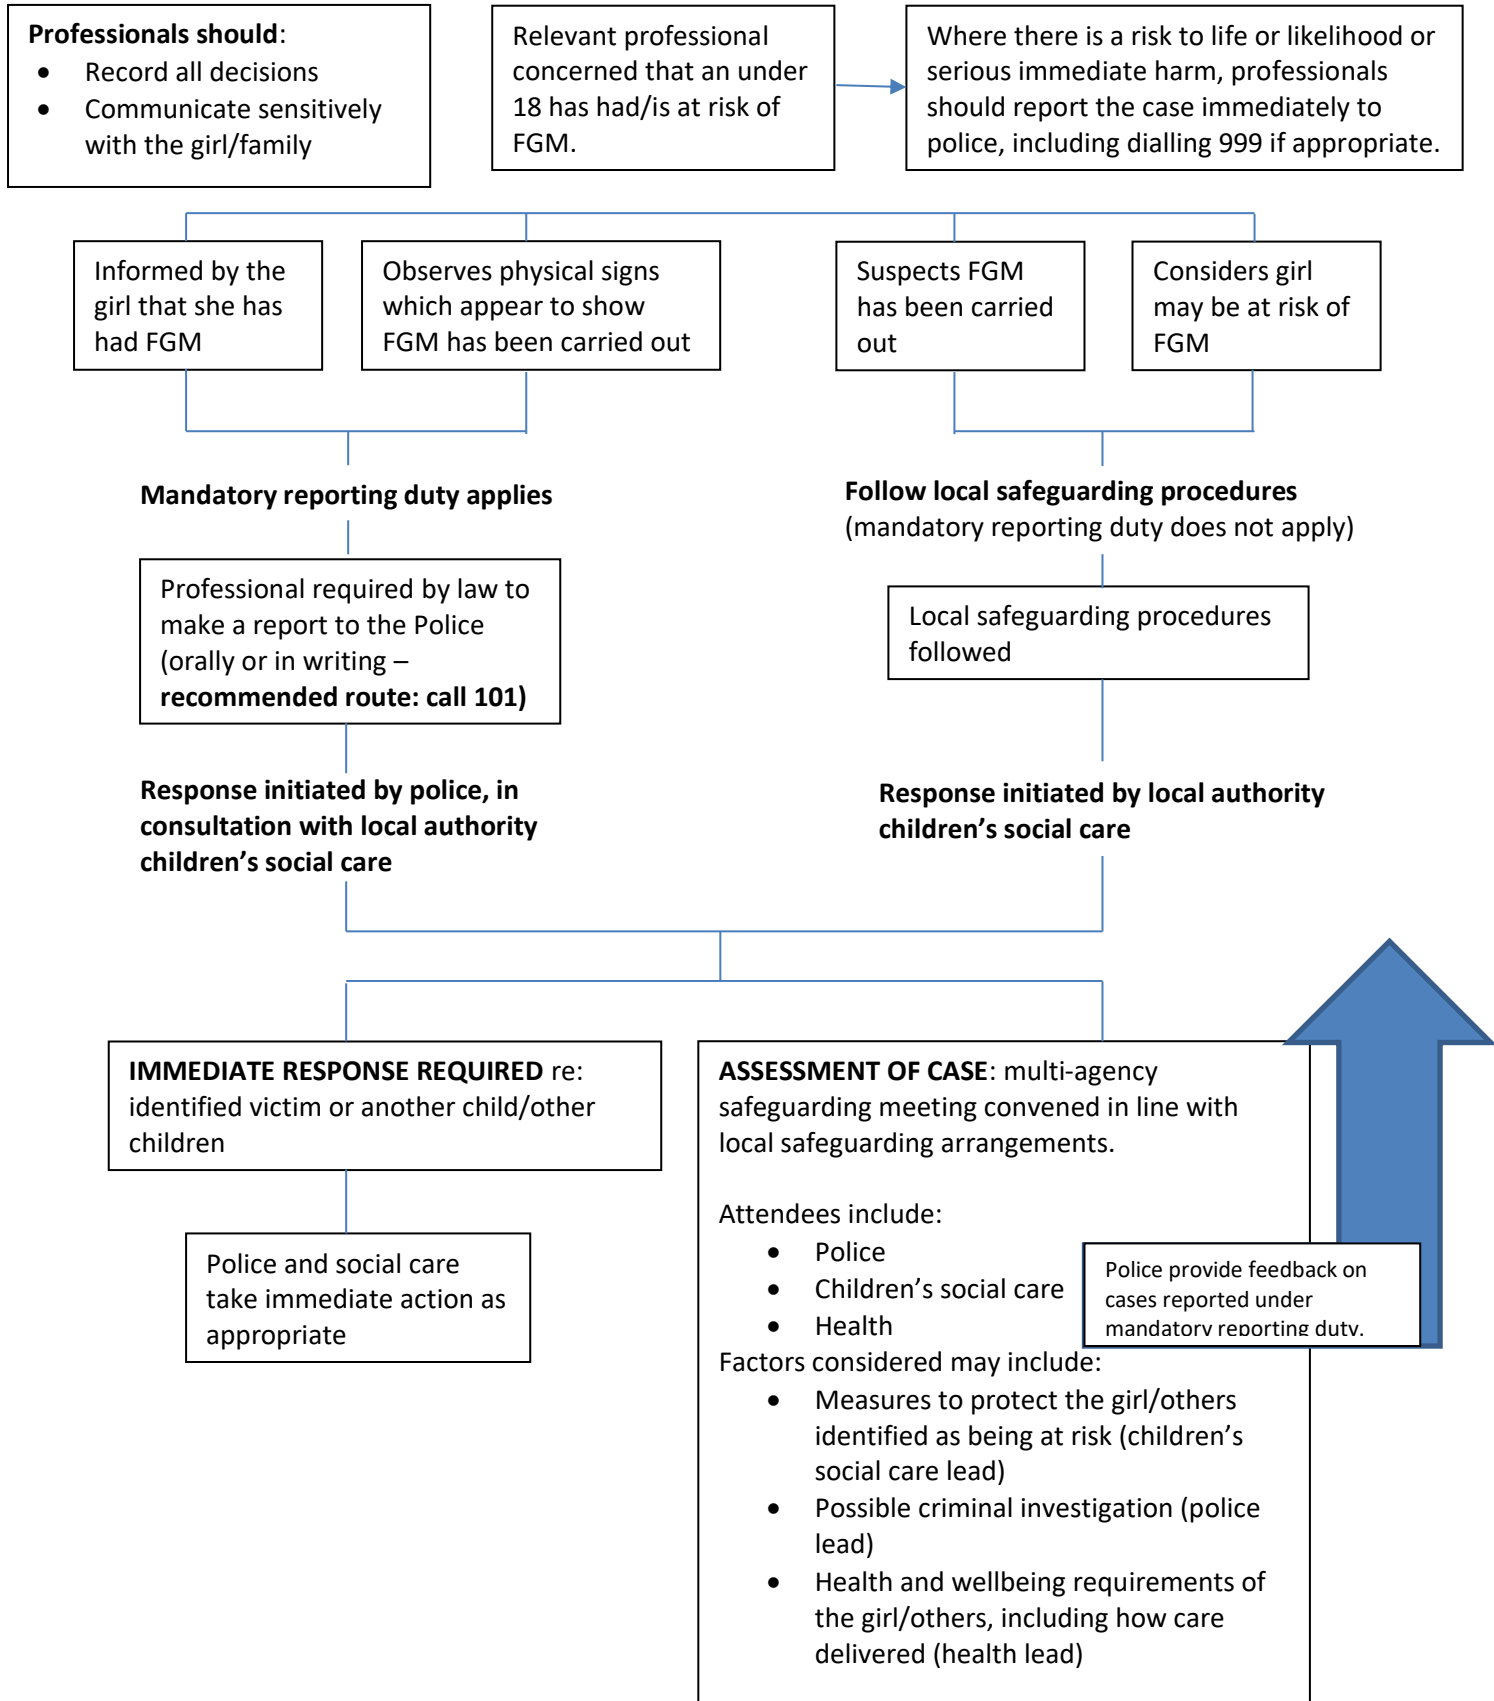 Professionals should:
• Record all decisions
• Communicate sensitively
with the girl/family
Relevant professional
concerned that an under
18 has had/is at risk of
FGM.
Where there is a risk to life or likelihood or
serious immediate harm, professionals
should report the case immediately to
police, including dialling 999 if appropriate.
Informed by the
girl that she has
had FGM
Observes physical signs
which appear to show
FGM has been carried out
Suspects FGM
has been carried
out
Considers girl
may be at risk of
FGM
Mandatory reporting duty applies
Follow local safeguarding procedures
(mandatory reporting duty does not apply)
Professional required by law to
make a report to the Police
(orally or in writing –
recommended route: call 101)
Local safeguarding procedures
followed
Response initiated by police, in
consultation with local authority
children’s social care
Response initiated by local authority
children’s social care
IMMEDIATE RESPONSE REQUIRED re:
identified victim or another child/other
children
Police and social care
take immediate action as
appropriate
ASSESSMENT OF CASE: multi-agency
safeguarding meeting convened in line with
local safeguarding arrangements.
Attendees include:
• Police
• Children’s social care
• Health
Police provide feedback on
cases reported under
mandatory reporting duty.
Factors considered may include:
• Measures to protect the girl/others
identified as being at risk (children’s
social care lead)
• Possible criminal investigation (police
lead)
• Health and wellbeing requirements of
the girl/others, including how care
delivered (health lead)